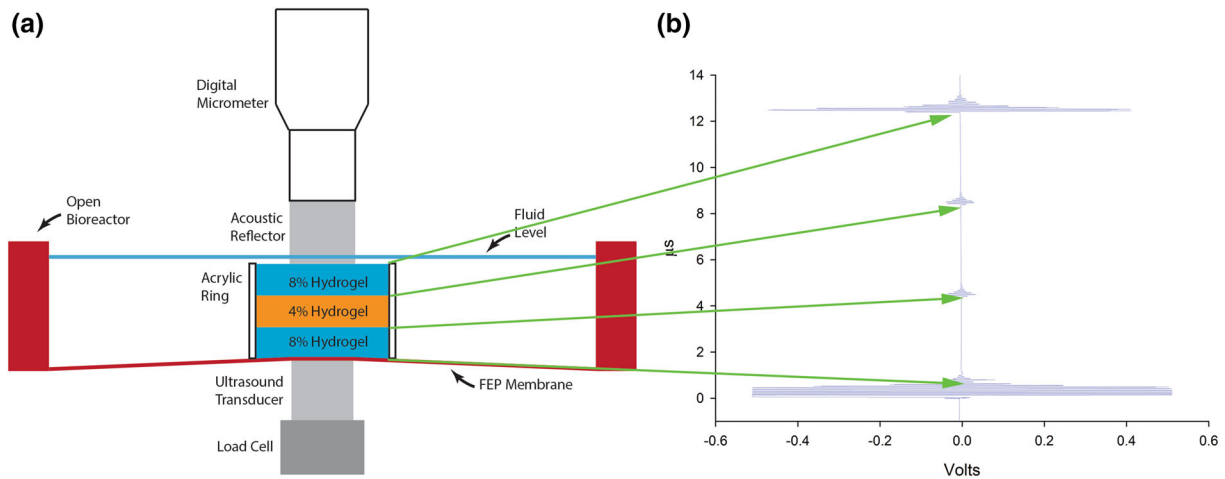 (a)
Digital
Micrometer
Open
Bioreactor
Acoustic
Reflector
Fluid
Level
Acrylic
Ring
8% Hydrogel
4% Hydrogel
8% Hydrogel
Ultrasound
Transducer
FEP Membrane
Load Cell
(b)
14
12
10
8
6
4
2
0
µs
-0.6 -0.4 -0.2 0.0 0.2 0.4 0.6
Volts